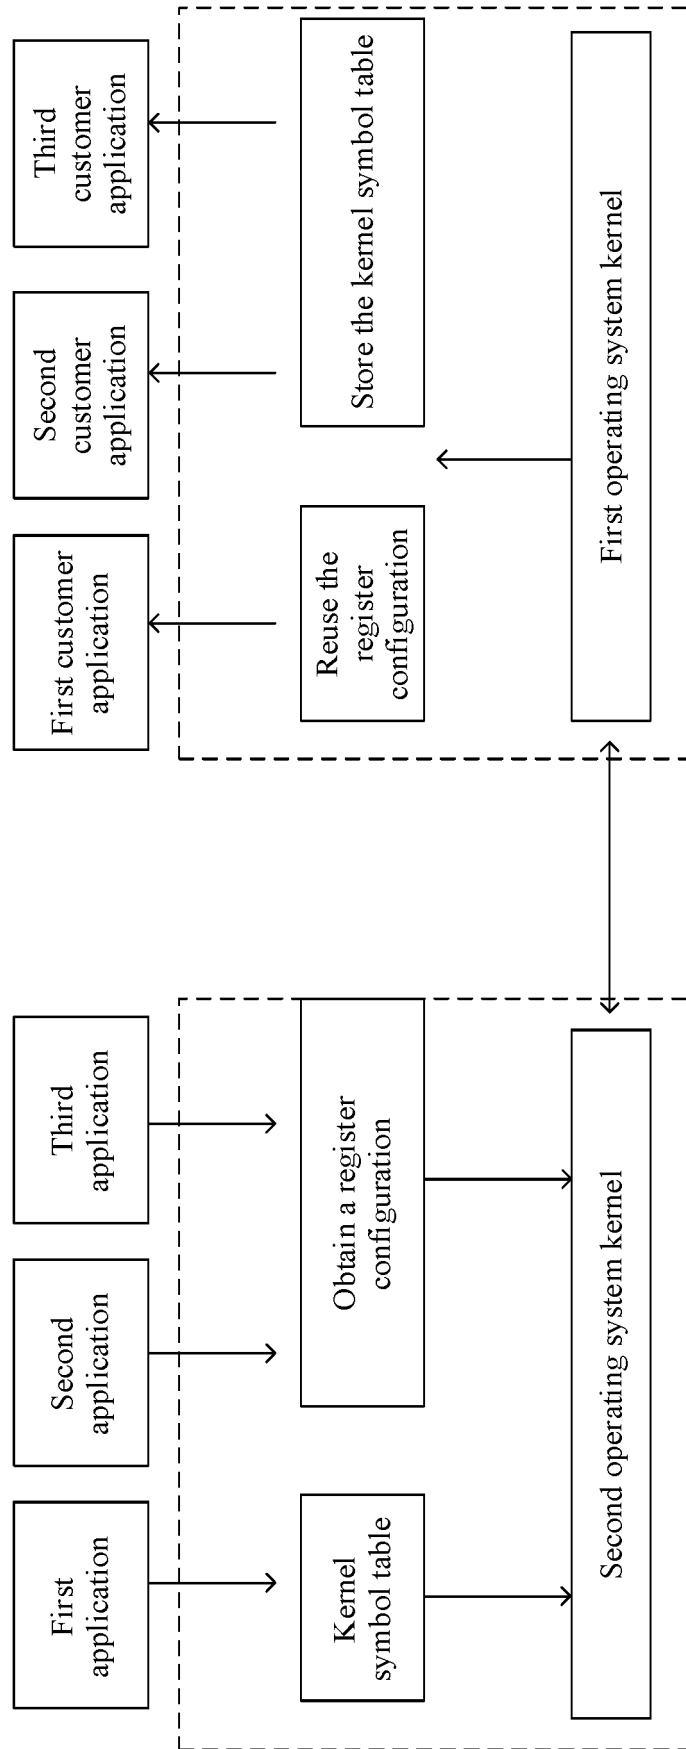 First
application
Second
application
Third
application
First customer
application
Second
customer
application
Third
customer
application
Kernel
symbol table
Obtain a register
configuration
Reuse the
register
configuration
Store the kernel symbol table
Second operating system kernel
First operating system kernel